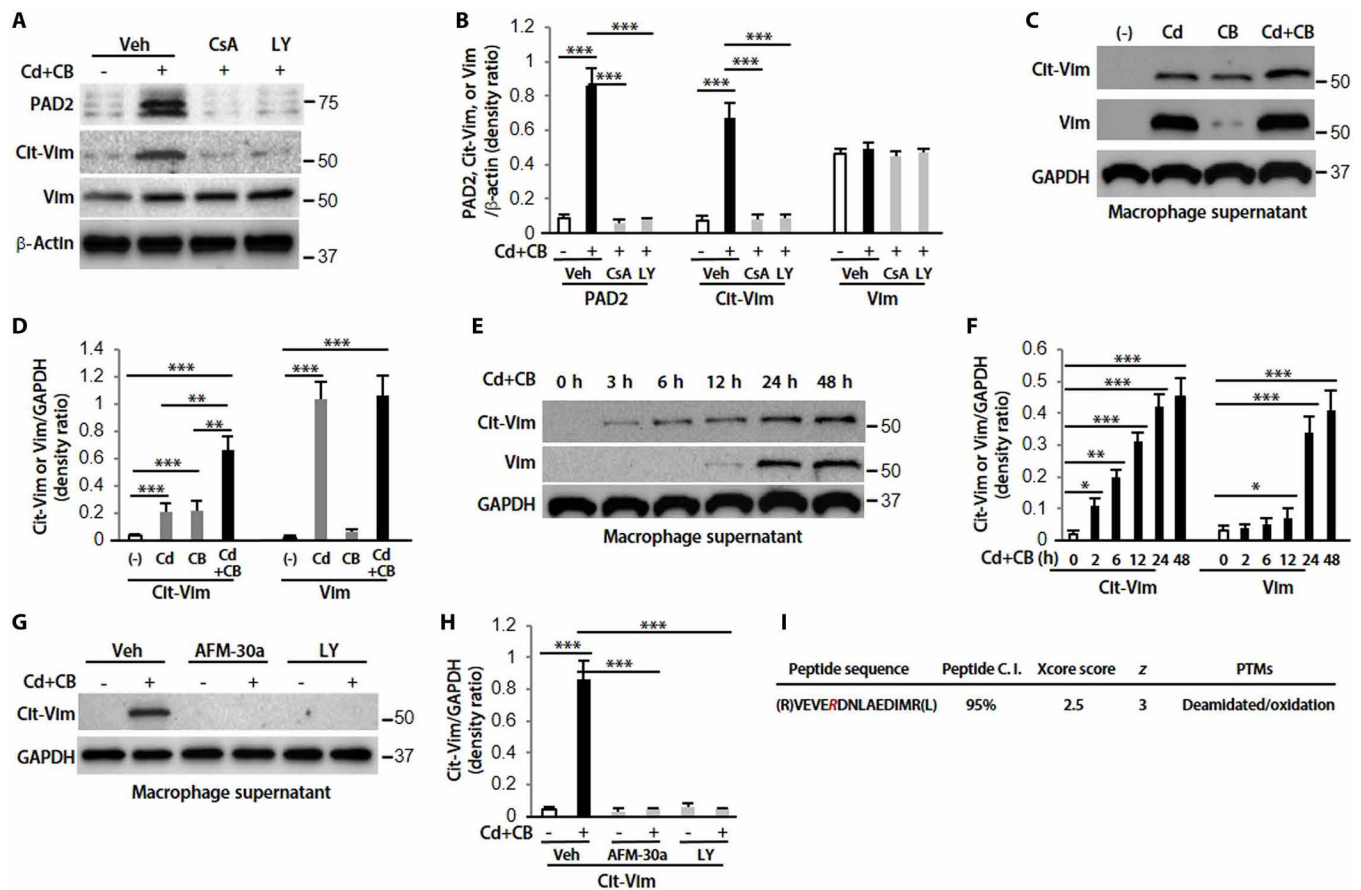 A
Veh CsA LY
Cd+CB - + + +
PAD2 75
Cit-Vim 50
Vim 50
β-Actin 37
B
PAD2, Cit-Vim, or Vim
/β-actin (density ratio)
1.2
1
0.8
0.6
0.4
0.2
0
*** *** ***
*** *** ***
Cd+CB - + + + - + + + - + + +
Veh CsA LY Veh CsA LY Veh CsA LY
PAD2 Cit-Vim Vim
C
(-) Cd CB Cd+CB
Cit-Vim 50
Vim 50
GAPDH 37
Macrophage supernatant
D
Cit-Vim or Vim/GAPDH
(density ratio)
1.4
1.2
1
0.8
0.6
0.4
0.2
0
*** ** ** *** ***
*** ***
(-) Cd CB Cd+CB (-) Cd CB Cd+CB
Cit-Vim Vim
E
Cd+CB 0 h 3 h 6 h 12 h 24 h 48 h
Cit-Vim 50
Vim 50
GAPDH 37
Macrophage supernatant
F
Cit-Vim or Vim/GAPDH
(density ratio)
0.6
0.5
0.4
0.3
0.2
0.1
0
*** *** *** ** *
*** *** *
Cd+CB (h) 0 2 6 12 24 48 0 2 6 12 24 48
Cit-Vim Vim
G
Veh AFM-30a LY
Cd+CB - + - + - +
Cit-Vim 50
GAPDH 37
Macrophage supernatant
H
Cit-Vim/GAPDH
(density ratio)
1.2
1
0.8
0.6
0.4
0.2
0
*** *** ***
Cd+CB - + - + - +
Veh AFM-30a LY
Cit-Vim
I
Peptide sequence Peptide C. I. Xcore score z PTMs
(R)VEVERDNLAEDIMR(L) 95% 2.5 3 Deamidated/oxidation